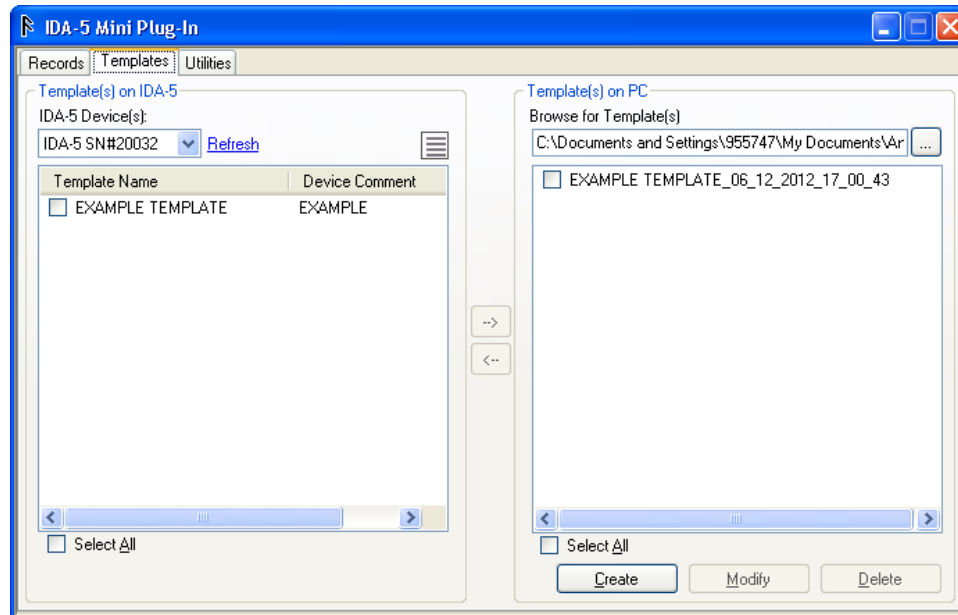 IDA-5 Mini Plug-In
Records Templates Utilities
Template(s) on IDA-5
IDA-5 Device(s):
IDA-5 SN#20032 Refresh
Template Name Device Comment
EXAMPLE TEMPLATE EXAMPLE
Select All
-->
<--
Template(s) on PC
Browse for Template(s)
C:\Documents and Settings\955747\My Documents\Ar ...
EXAMPLE TEMPLATE_06_12_2012_17_00_43
Select All
Create Modify Delete